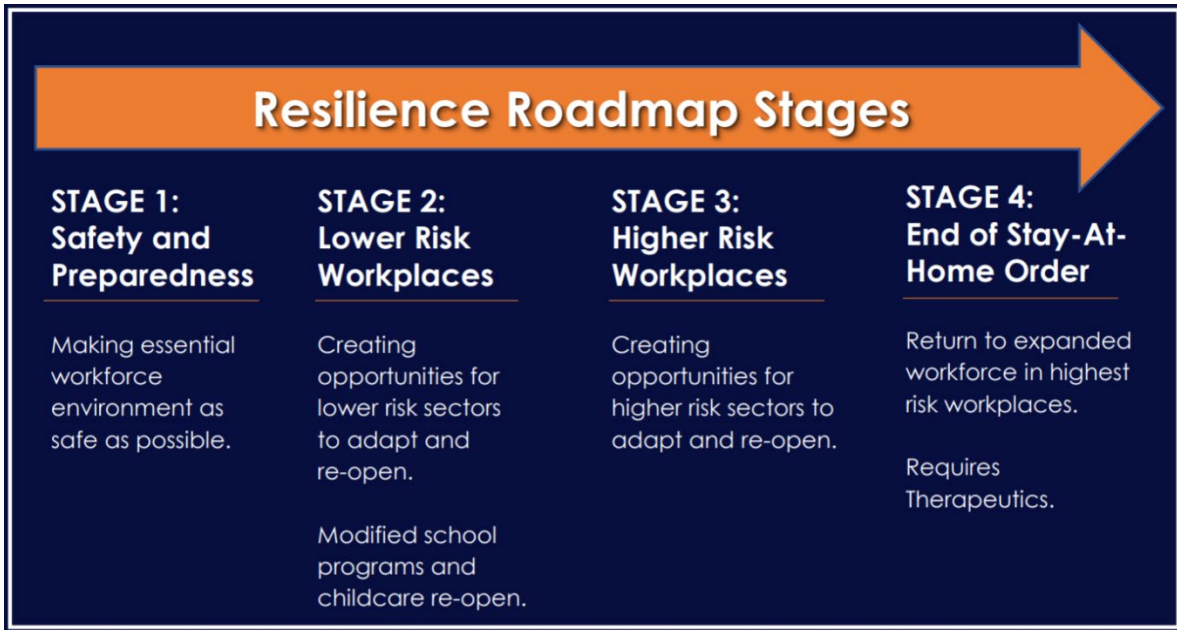 Resilience Roadmap Stages
STAGE 1:
Safety and
Preparedness
Making essential
workforce
environment as
safe as possible.
STAGE 2:
Lower Risk
Workplaces
Creating
opportunities for
lower risk sectors
to adapt and
re-open.
Modified school
programs and
childcare re-open.
STAGE 3:
Higher Risk
Workplaces
Creating
opportunities for
higher risk sectors to
adapt and re-open.
STAGE 4:
End of Stay-At-
Home Order
Return to expanded
workforce in highest
risk workplaces.
Requires
Therapeutics.